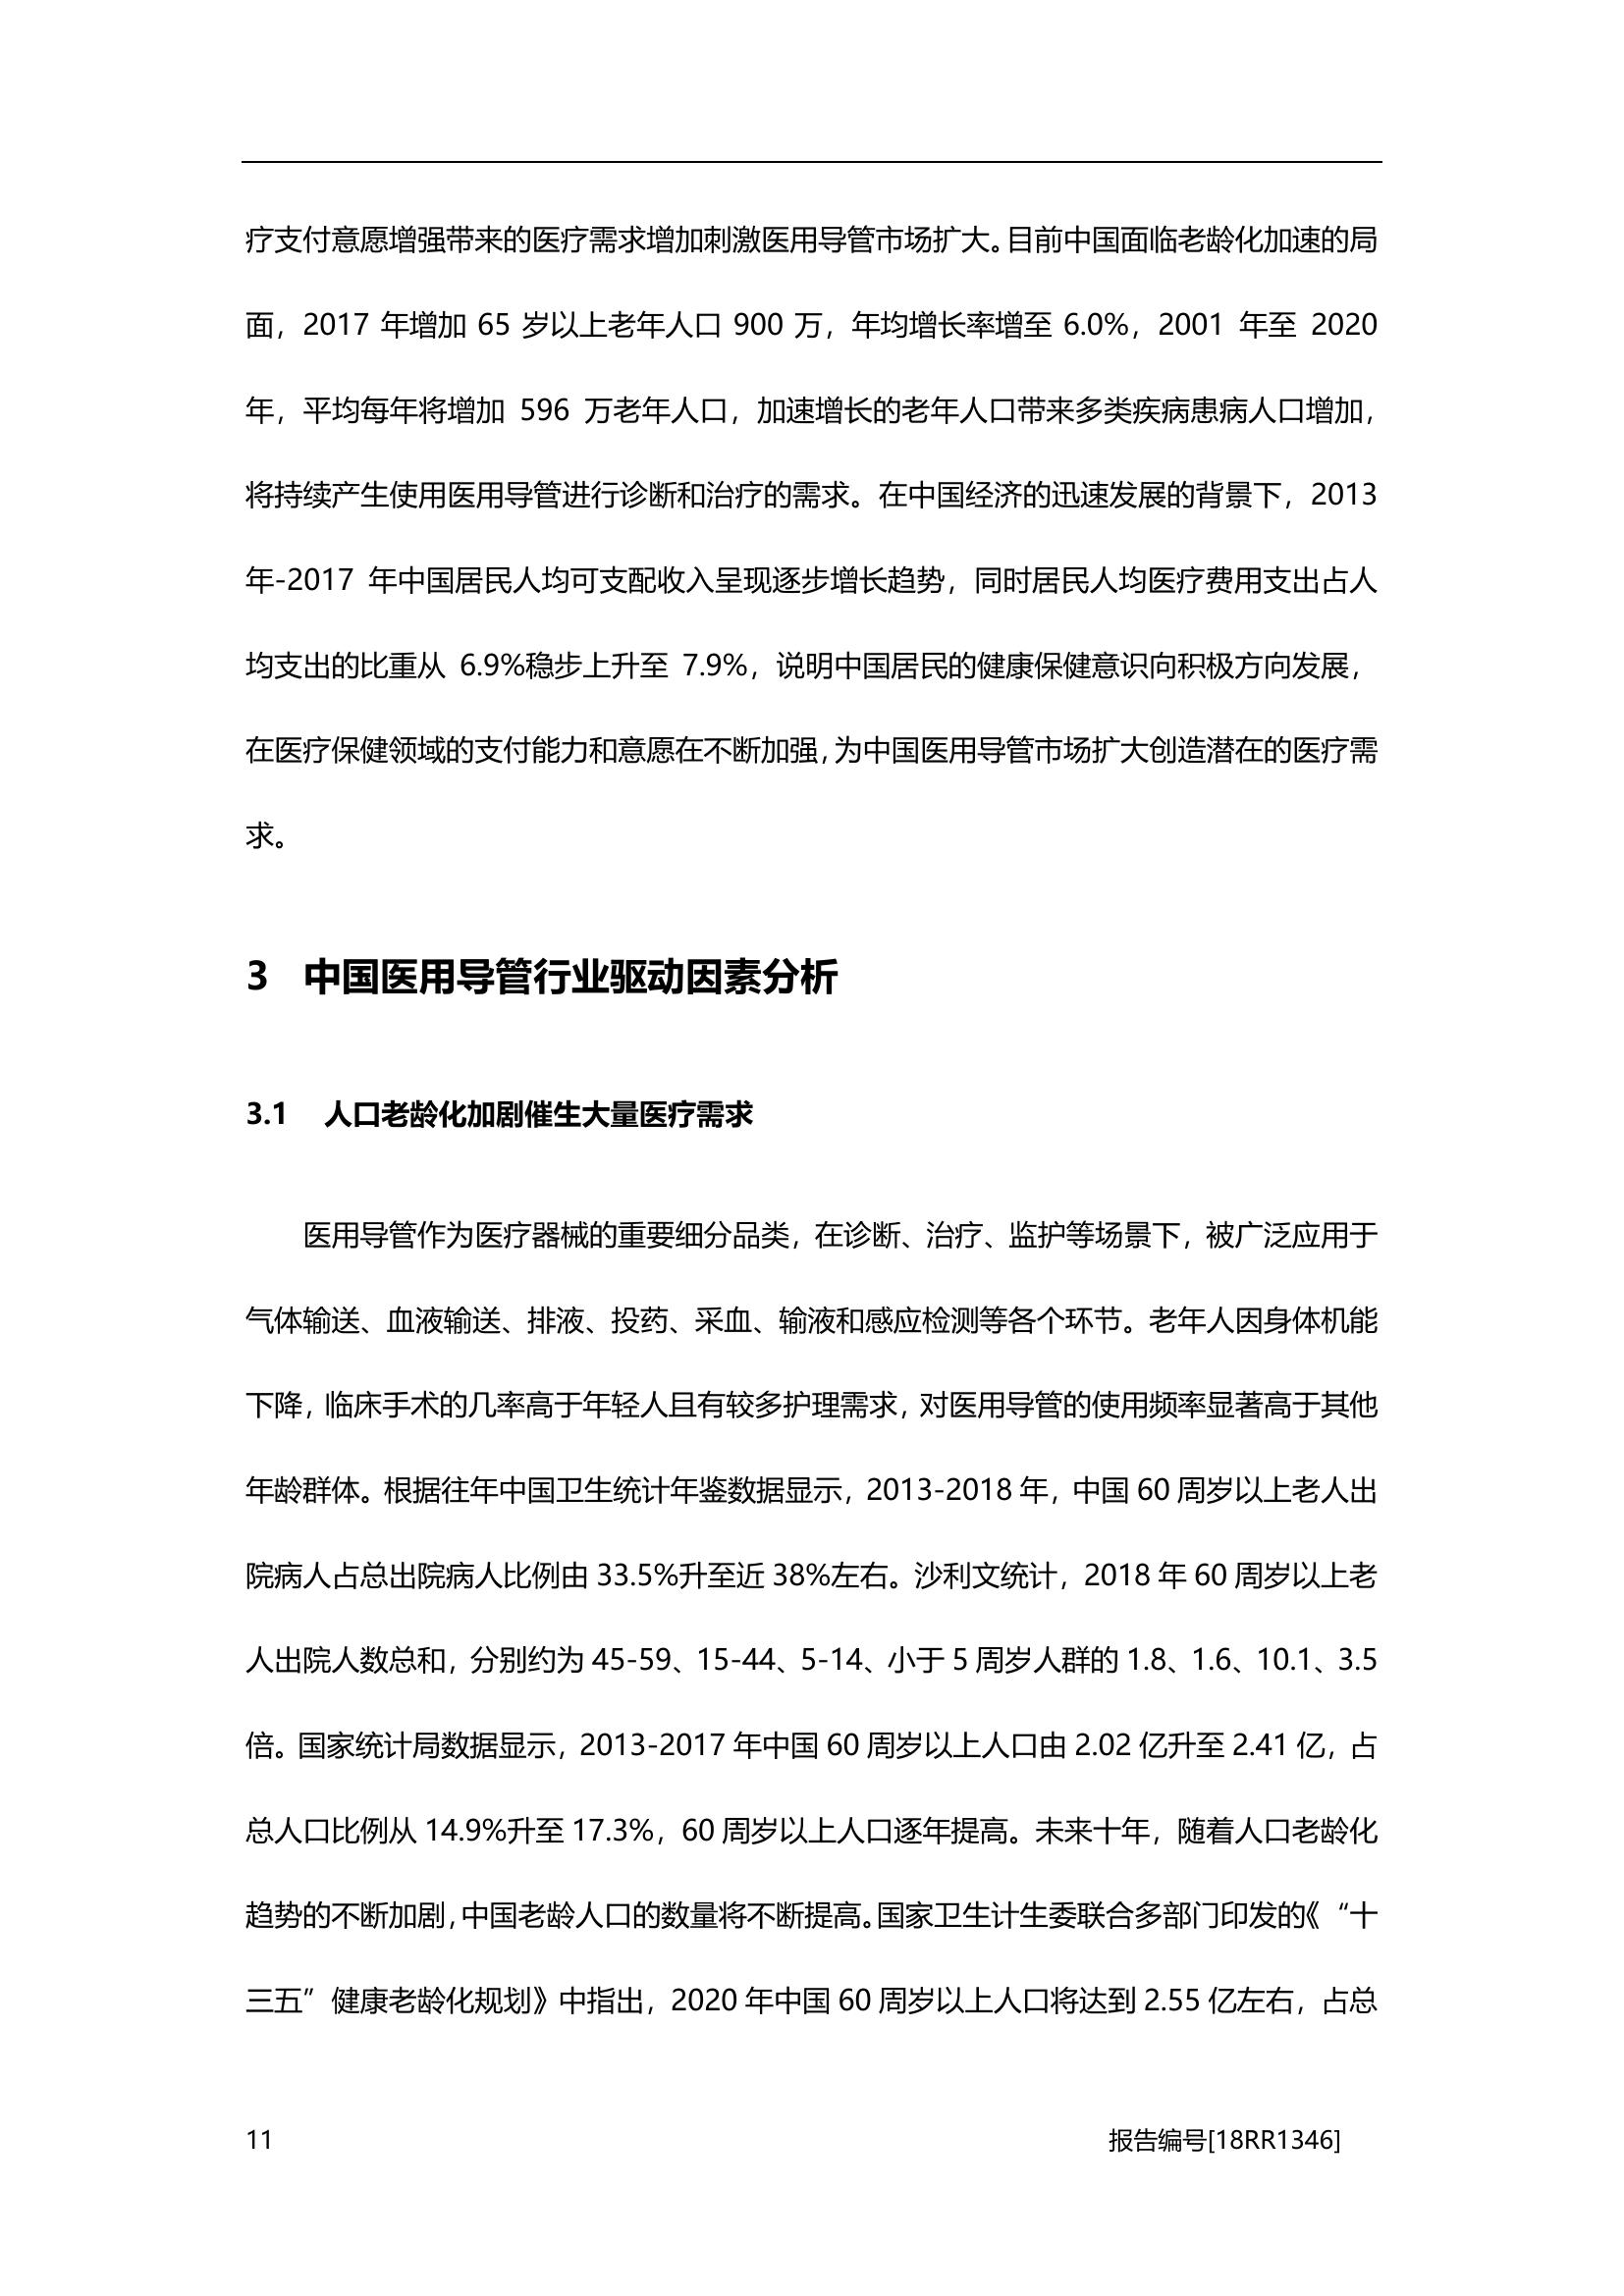 疗支付意愿增强带来的医疗需求增加刺激医用导管市场扩大。目前中国面临老龄化加速的局
面，2017 年增加 65 岁以上老年人口 900 万，年均增长率增至 6.0%，2001 年至 2020
年，平均每年将增加 596 万老年人口，加速增长的老年人口带来多类疾病患病人口增加，
将持续产生使用医用导管进行诊断和治疗的需求。在中国经济的迅速发展的背景下，2013
年-2017 年中国居民人均可支配收入呈现逐步增长趋势，同时居民人均医疗费用支出占人
均支出的比重从 6.9%稳步上升至 7.9%，说明中国居民的健康保健意识向积极方向发展，
在医疗保健领域的支付能力和意愿在不断加强，为中国医用导管市场扩大创造潜在的医疗需
求。
3 中国医用导管行业驱动因素分析
3.1 人口老龄化加剧催生大量医疗需求
医用导管作为医疗器械的重要细分品类，在诊断、治疗、监护等场景下，被广泛应用于
气体输送、血液输送、排液、投药、采血、输液和感应检测等各个环节。老年人因身体机能
下降，临床手术的几率高于年轻人且有较多护理需求，对医用导管的使用频率显著高于其他
年龄群体。根据往年中国卫生统计年鉴数据显示，2013-2018 年，中国 60 周岁以上老人出
院病人占总出院病人比例由 33.5%升至近 38%左右。沙利文统计，2018 年 60 周岁以上老
人出院人数总和，分别约为 45-59、15-44、5-14、小于 5 周岁人群的 1.8、1.6、10.1、3.5
倍。国家统计局数据显示，2013-2017 年中国 60 周岁以上人口由 2.02 亿升至 2.41 亿，占
总人口比例从 14.9%升至 17.3%，60 周岁以上人口逐年提高。未来十年，随着人口老龄化
趋势的不断加剧，中国老龄人口的数量将不断提高。国家卫生计生委联合多部门印发的《“十
三五”健康老龄化规划》中指出，2020 年中国 60 周岁以上人口将达到 2.55 亿左右，占总
11 报告编号[18RR1346]